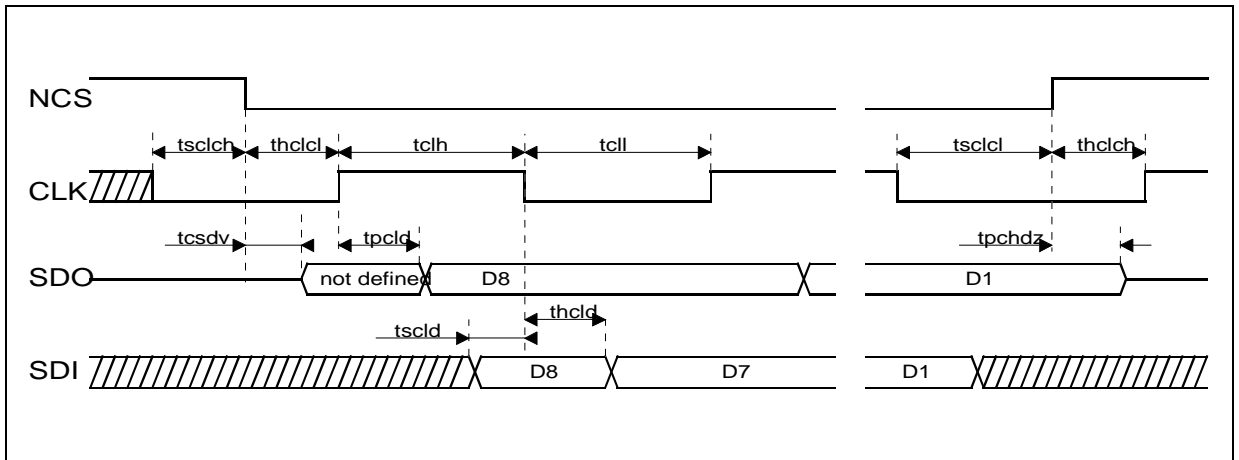 NCS
tsclch thclcl tclh tcll tsclcl thclch
CLK
tcsdv tpcld tpchdz
SDO not defined D8 D1
tscld thcld
SDI D8 D7 D1